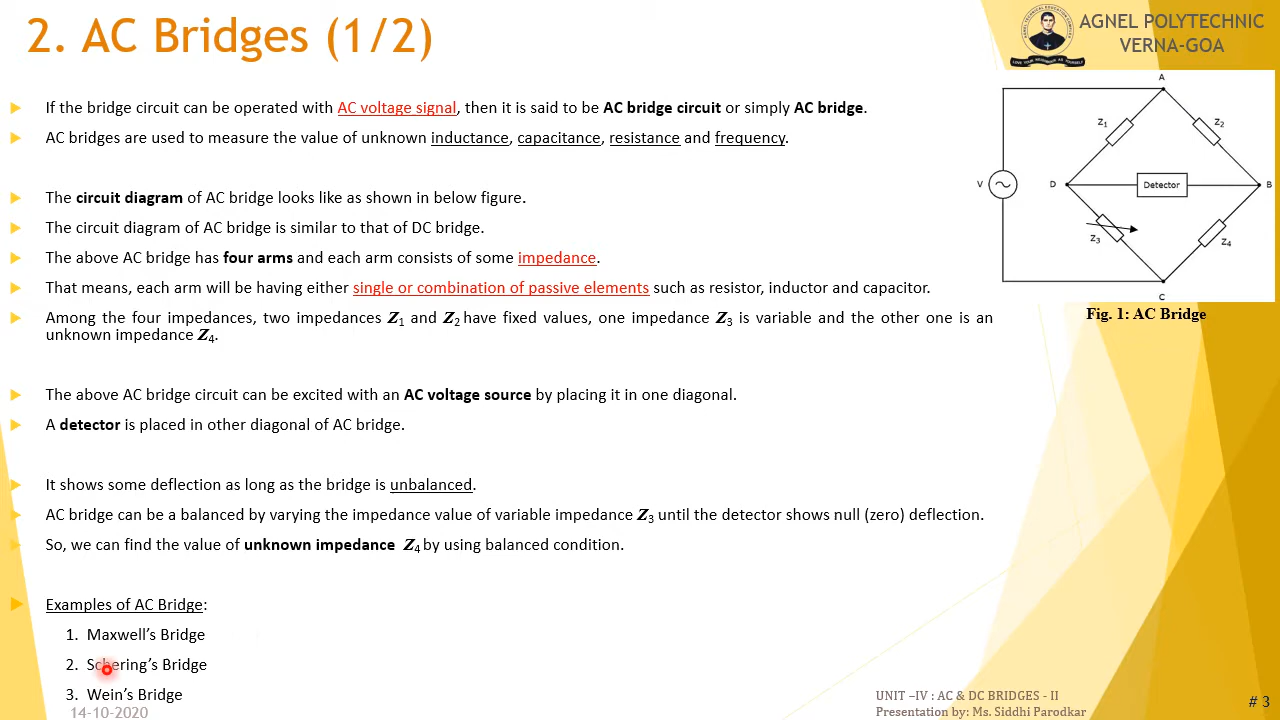 2. AC Bridges (1/2)
AGNEL POLYTECHNIC
VERNA-GOA
If the bridge circuit can be operated with AC voltage signal, then it is said to be AC bridge circuit or simply AC bridge.
AC bridges are used to measure the value of unknown inductance, capacitance, resistance and frequency.
The circuit diagram of AC bridge looks like as shown in below figure.
The circuit diagram of AC bridge is similar to that of DC bridge.
The above AC bridge has four arms and each arm consists of some impedance.
That means, each arm will be having either single or combination of passive elements such as resistor, inductor and capacitor.
Among the four impedances, two impedances Z1 and Z2 have fixed values, one impedance Z3 is variable and the other one is an
unknown impedance Z4.
The above AC bridge circuit can be excited with an AC voltage source by placing it in one diagonal.
A detector is placed in other diagonal of AC bridge.
It shows some deflection as long as the bridge is unbalanced.
AC bridge can be a balanced by varying the impedance value of variable impedance Z3 until the detector shows null (zero) deflection.
So, we can find the value of unknown impedance Z4 by using balanced condition.
Examples of AC Bridge:
1. Maxwell's Bridge
2. Schering's Bridge
3. Wein's Bridge
A
Z1
Z2
V
D
Detector
B
Z3
Z4
C
Fig. 1: AC Bridge
14-10-2020
UNIT –IV : AC & DC BRIDGES - II
Presentation by: Ms. Siddhi Parodkar
# 3